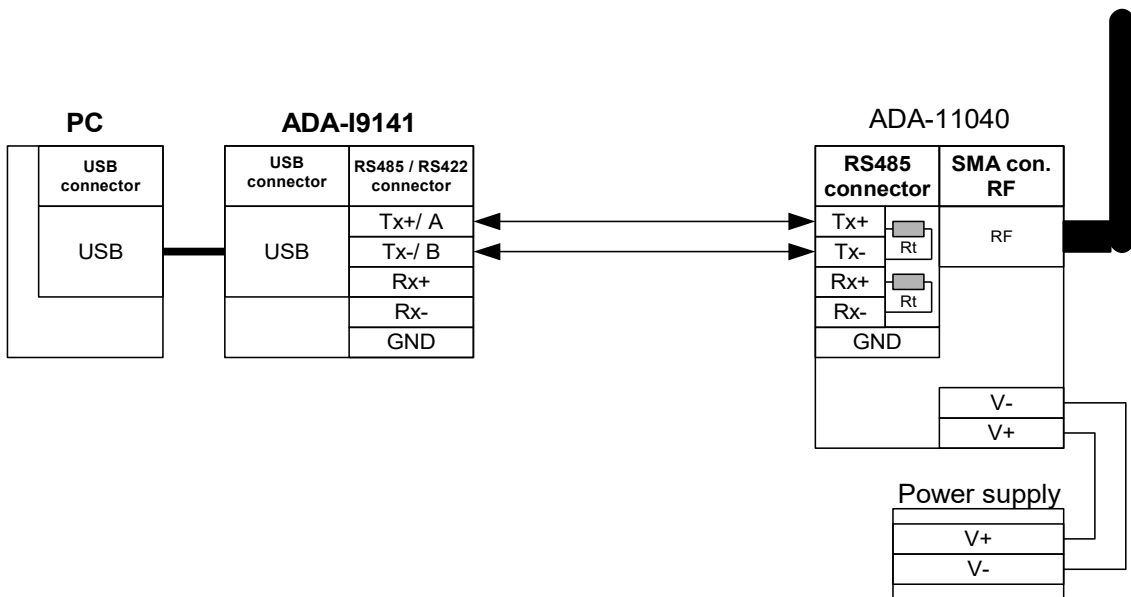 PC
USB
connector
USB
ADA-I9141
USB
connector
RS485 / RS422
connector
USB
Tx+/ A
Tx-/ B
Rx+
Rx-
GND
ADA-11040
RS485
connector
SMA con.
RF
Tx+
Tx-
Rt
Rx+
Rx-
Rt
GND
RF
V-
V+
Power supply
V+
V-